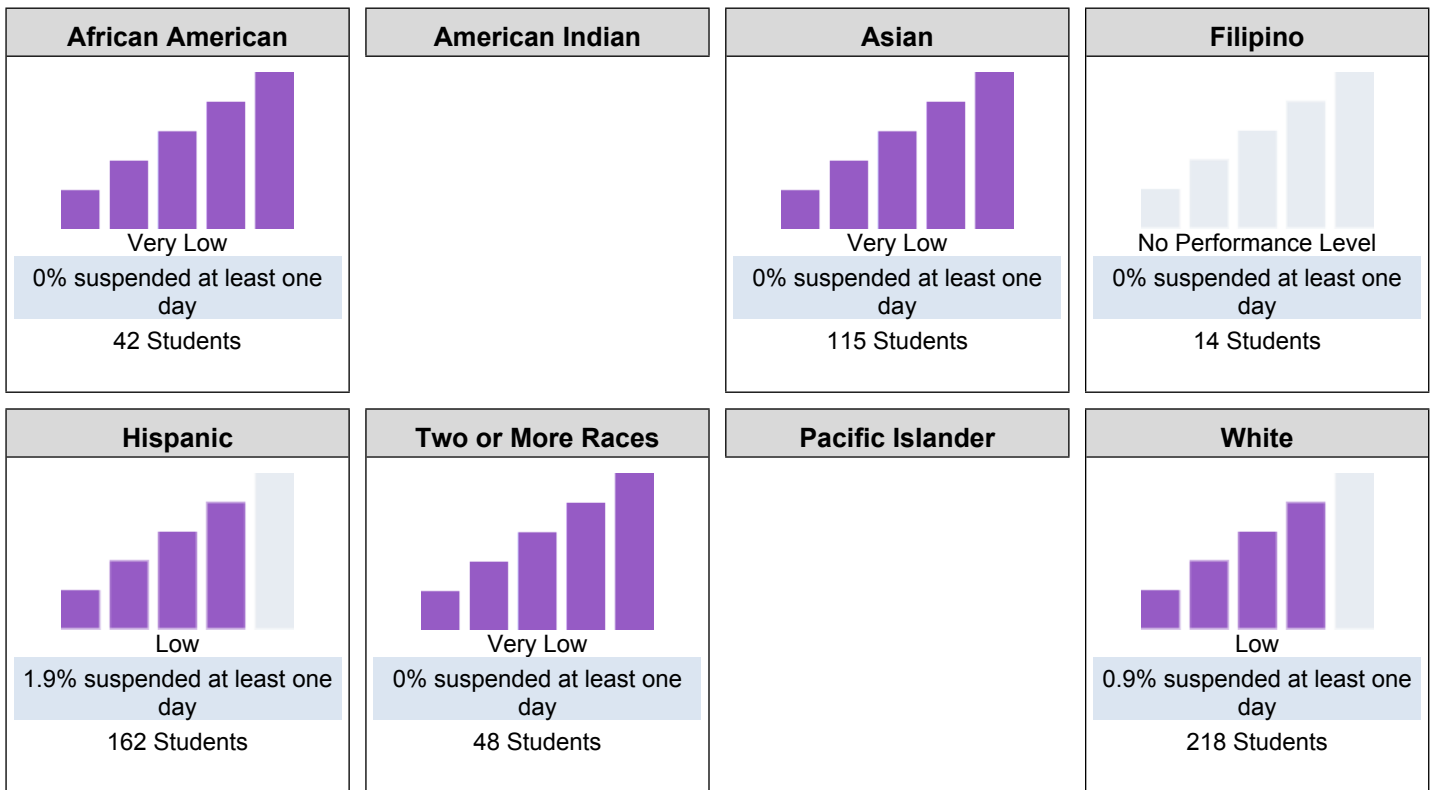 African American
American Indian
Asian
Filipino
Very Low
0% suspended at least one
day
42 Students
Very Low
0% suspended at least one
day
115 Students
No Performance Level
0% suspended at least one
day
14 Students
Hispanic
Two or More Races
Pacific Islander
White
Low
1.9% suspended at least one
day
162 Students
Very Low
0% suspended at least one
day
48 Students
Low
0.9% suspended at least one
day
218 Students